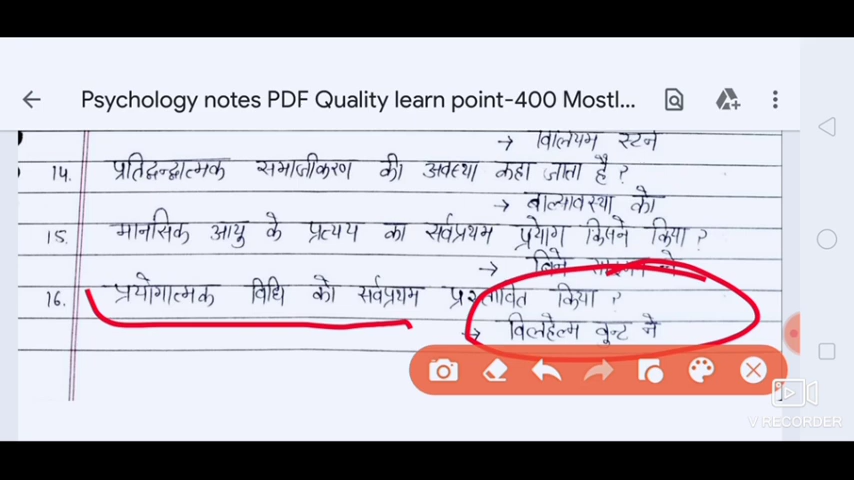 Psychology notes PDF Quality learn point-400 Mostl...
→ विलियम स्टर्न
14. प्रतिद्वन्द्वात्मक समाजीकरण की अवस्था कहा जाता है?
→ बाल्यावस्था को
15. मानसिक आयु के प्रत्यय का सर्वप्रथम प्रयोग किसने किया?
→ बिने ने
16. प्रयोगात्मक विधि को सर्वप्रथम प्रस्तावित किया?
→ विलहेल्म वुन्ट ने
V RECORDER